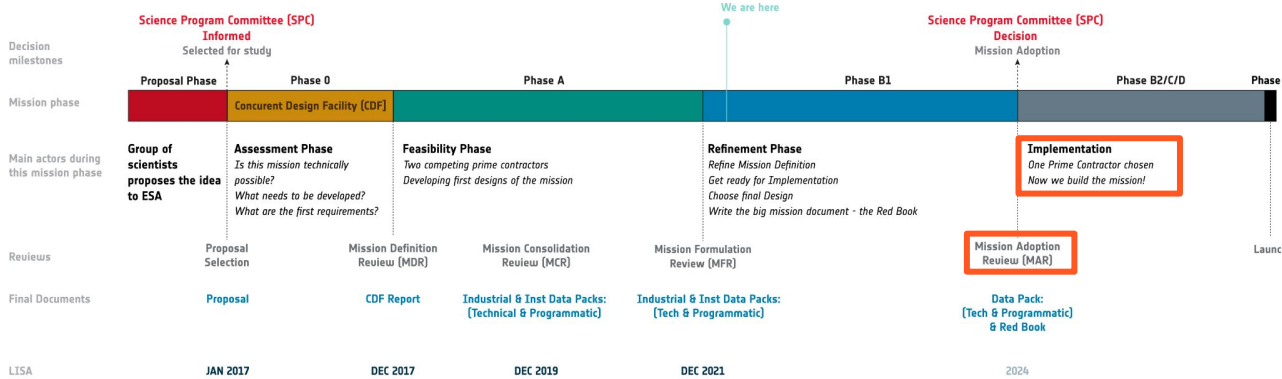 We are here
Science Program Committee (SPC)
Informed
Selected for study
Science Program Committee (SPC)
Decision
Mission Adoption
Decision
milestones
Proposal Phase
Phase 0
Phase A
Phase B1
Phase B2/C/D
Phase
Mission phase
Concurent Design Facility (CDF)
Main actors during
this mission phase
Group of
scientists
proposes the idea
to ESA
Assessment Phase
Is this mission technically
possible?
What needs to be developed?
What are the first requirements?
Feasibility Phase
Two competing prime contractors
Developing first designs of the mission
Refinement Phase
Refine Mission Definition
Get ready for Implementation
Choose final Design
Write the big mission document - the Red Book
Implementation
One Prime Contractor chosen
Now we build the mission!
Reviews
Proposal
Selection
Mission Definition
Review (MDR)
Mission Consolidation
Review (MCR)
Mission Formulation
Review (MFR)
Mission Adoption
Review (MAR)
Launc
Final Documents
Proposal
CDF Report
Industrial & Inst Data Packs:
(Technical & Programmatic)
Industrial & Inst Data Packs:
(Tech & Programmatic)
Data Pack:
(Tech & Programmatic)
& Red Book
LISA
JAN 2017
DEC 2017
DEC 2019
DEC 2021
2024